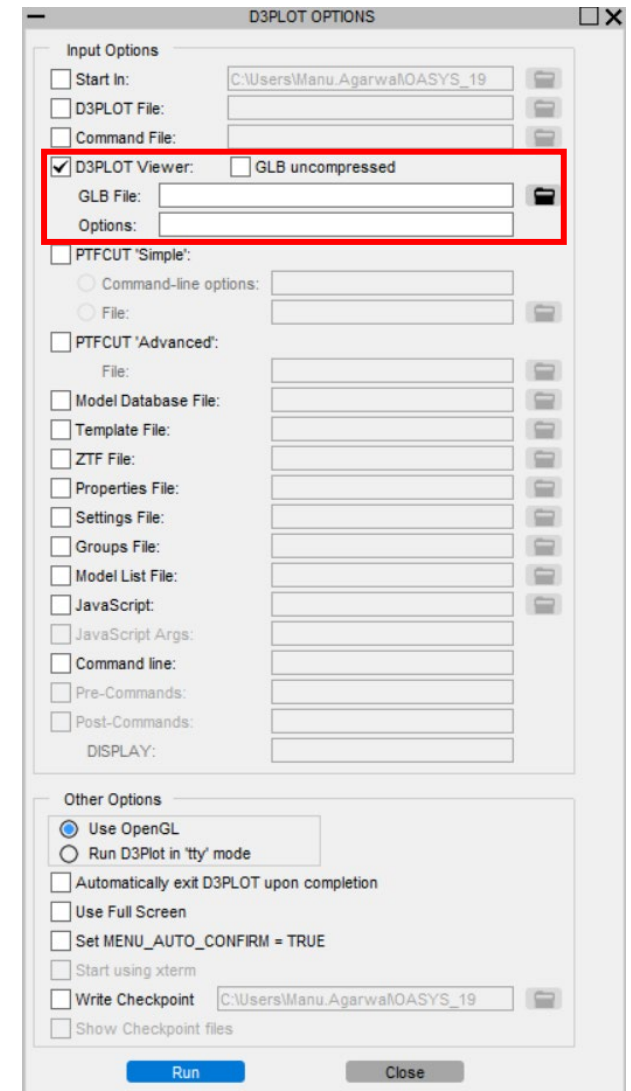 D3PLOT OPTIONS
Input Options
Start In: C:\Users\Manu.Agarwal\OASYS_19
D3PLOT File:
Command File:
D3PLOT Viewer: GLB uncompressed
GLB File:
Options:
PTFCUT 'Simple':
Command-line options:
File:
PTFCUT 'Advanced':
File:
Model Database File:
Template File:
ZTF File:
Properties File:
Settings File:
Groups File:
Model List File:
JavaScript:
JavaScript Args:
Command line:
Pre-Commands:
Post-Commands:
DISPLAY:
Other Options
Use OpenGL
Run D3Plot in 'tty' mode
Automatically exit D3PLOT upon completion
Use Full Screen
Set MENU_AUTO_CONFIRM = TRUE
Start using xterm
Write Checkpoint C:\Users\Manu.Agarwal\OASYS_19
Show Checkpoint files
Run Close